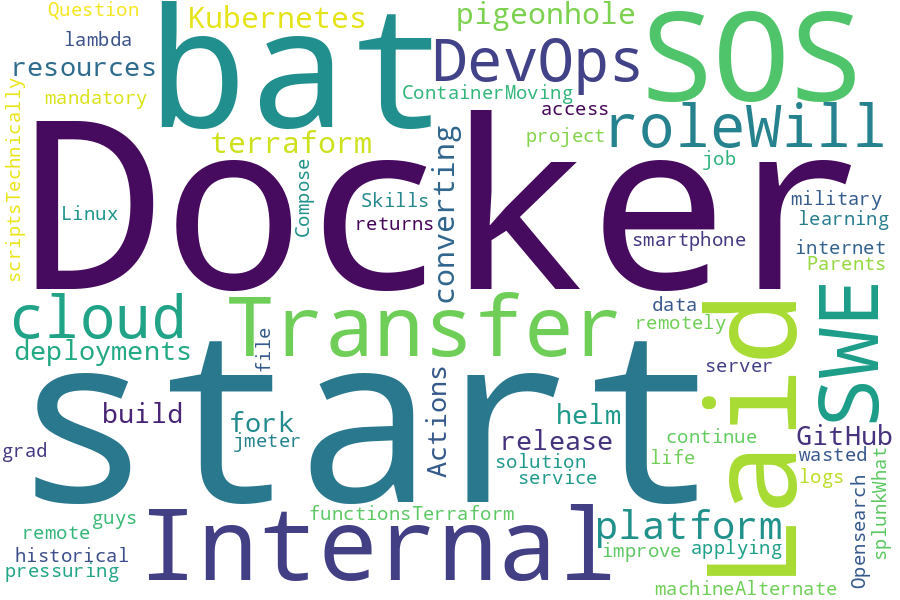 Question
Kubernetes
bat
pigeonhole
SOS
lambda
DevOps
resources
mandatory
ContainerMoving
access
roleWill
scriptsTechnically
terraform
project
job
Docker
Linux
Compose
Skills
returns
converting
smartphone
military
learning
internet
Parents
cloud
Transfer
data
remotely
Laid
SWE
deployments
file
server
start
build
fork
jmeter
Actions
helm
release
solution
service
continue
life
GitHub
wasted
logs
grad
splunkWhat
Opensearch
guys
remote
historical
pressuring
Internal
functionsTerraform
platform
improve
applying
machineAlternate